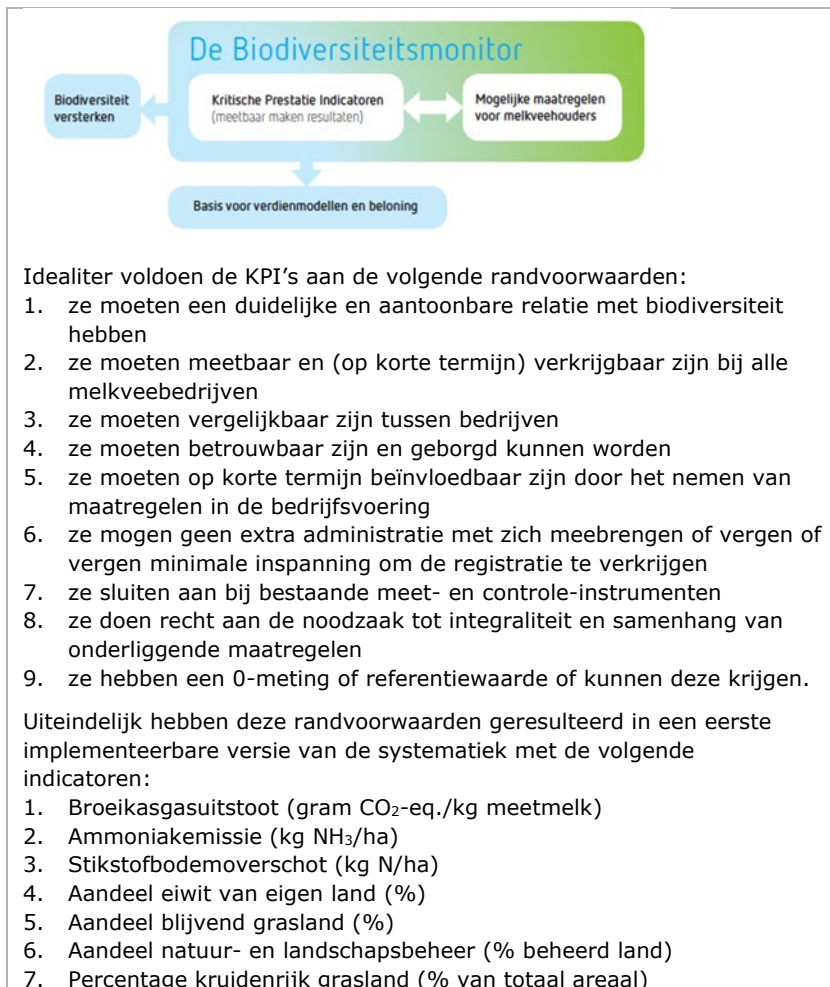 De Biodiversiteitsmonitor
Biodiversiteit
versterken
Kritische Prestatie Indicatoren
(meetbaar maken resultaten)
Mogelijke maatregelen
voor melkveehouders
Basis voor verdienmodellen en beloning
Idealiter voldoen de KPI’s aan de volgende randvoorwaarden:
1. ze moeten een duidelijke en aantoonbare relatie met biodiversiteit
hebben
2. ze moeten meetbaar en (op korte termijn) verkrijgbaar zijn bij alle
melkveebedrijven
3. ze moeten vergelijkbaar zijn tussen bedrijven
4. ze moeten betrouwbaar zijn en geborgd kunnen worden
5. ze moeten op korte termijn beïnvloedbaar zijn door het nemen van
maatregelen in de bedrijfsvoering
6. ze mogen geen extra administratie met zich meebrengen of vergen of
vergen minimale inspanning om de registratie te verkrijgen
7. ze sluiten aan bij bestaande meet- en controle-instrumenten
8. ze doen recht aan de noodzaak tot integraliteit en samenhang van
onderliggende maatregelen
9. ze hebben een 0-meting of referentiewaarde of kunnen deze krijgen.
Uiteindelijk hebben deze randvoorwaarden geresulteerd in een eerste
implementeerbare versie van de systematiek met de volgende
indicatoren:
1. Broeikasgasuitstoot (gram CO₂-eq./kg meetmelk)
2. Ammoniakemissie (kg NH₃/ha)
3. Stikstofbodemoverschot (kg N/ha)
4. Aandeel eiwit van eigen land (%)
5. Aandeel blijvend grasland (%)
6. Aandeel natuur- en landschapsbeheer (% beheerd land)
7. Percentage kruidenrijk grasland (% van totaal areaal)